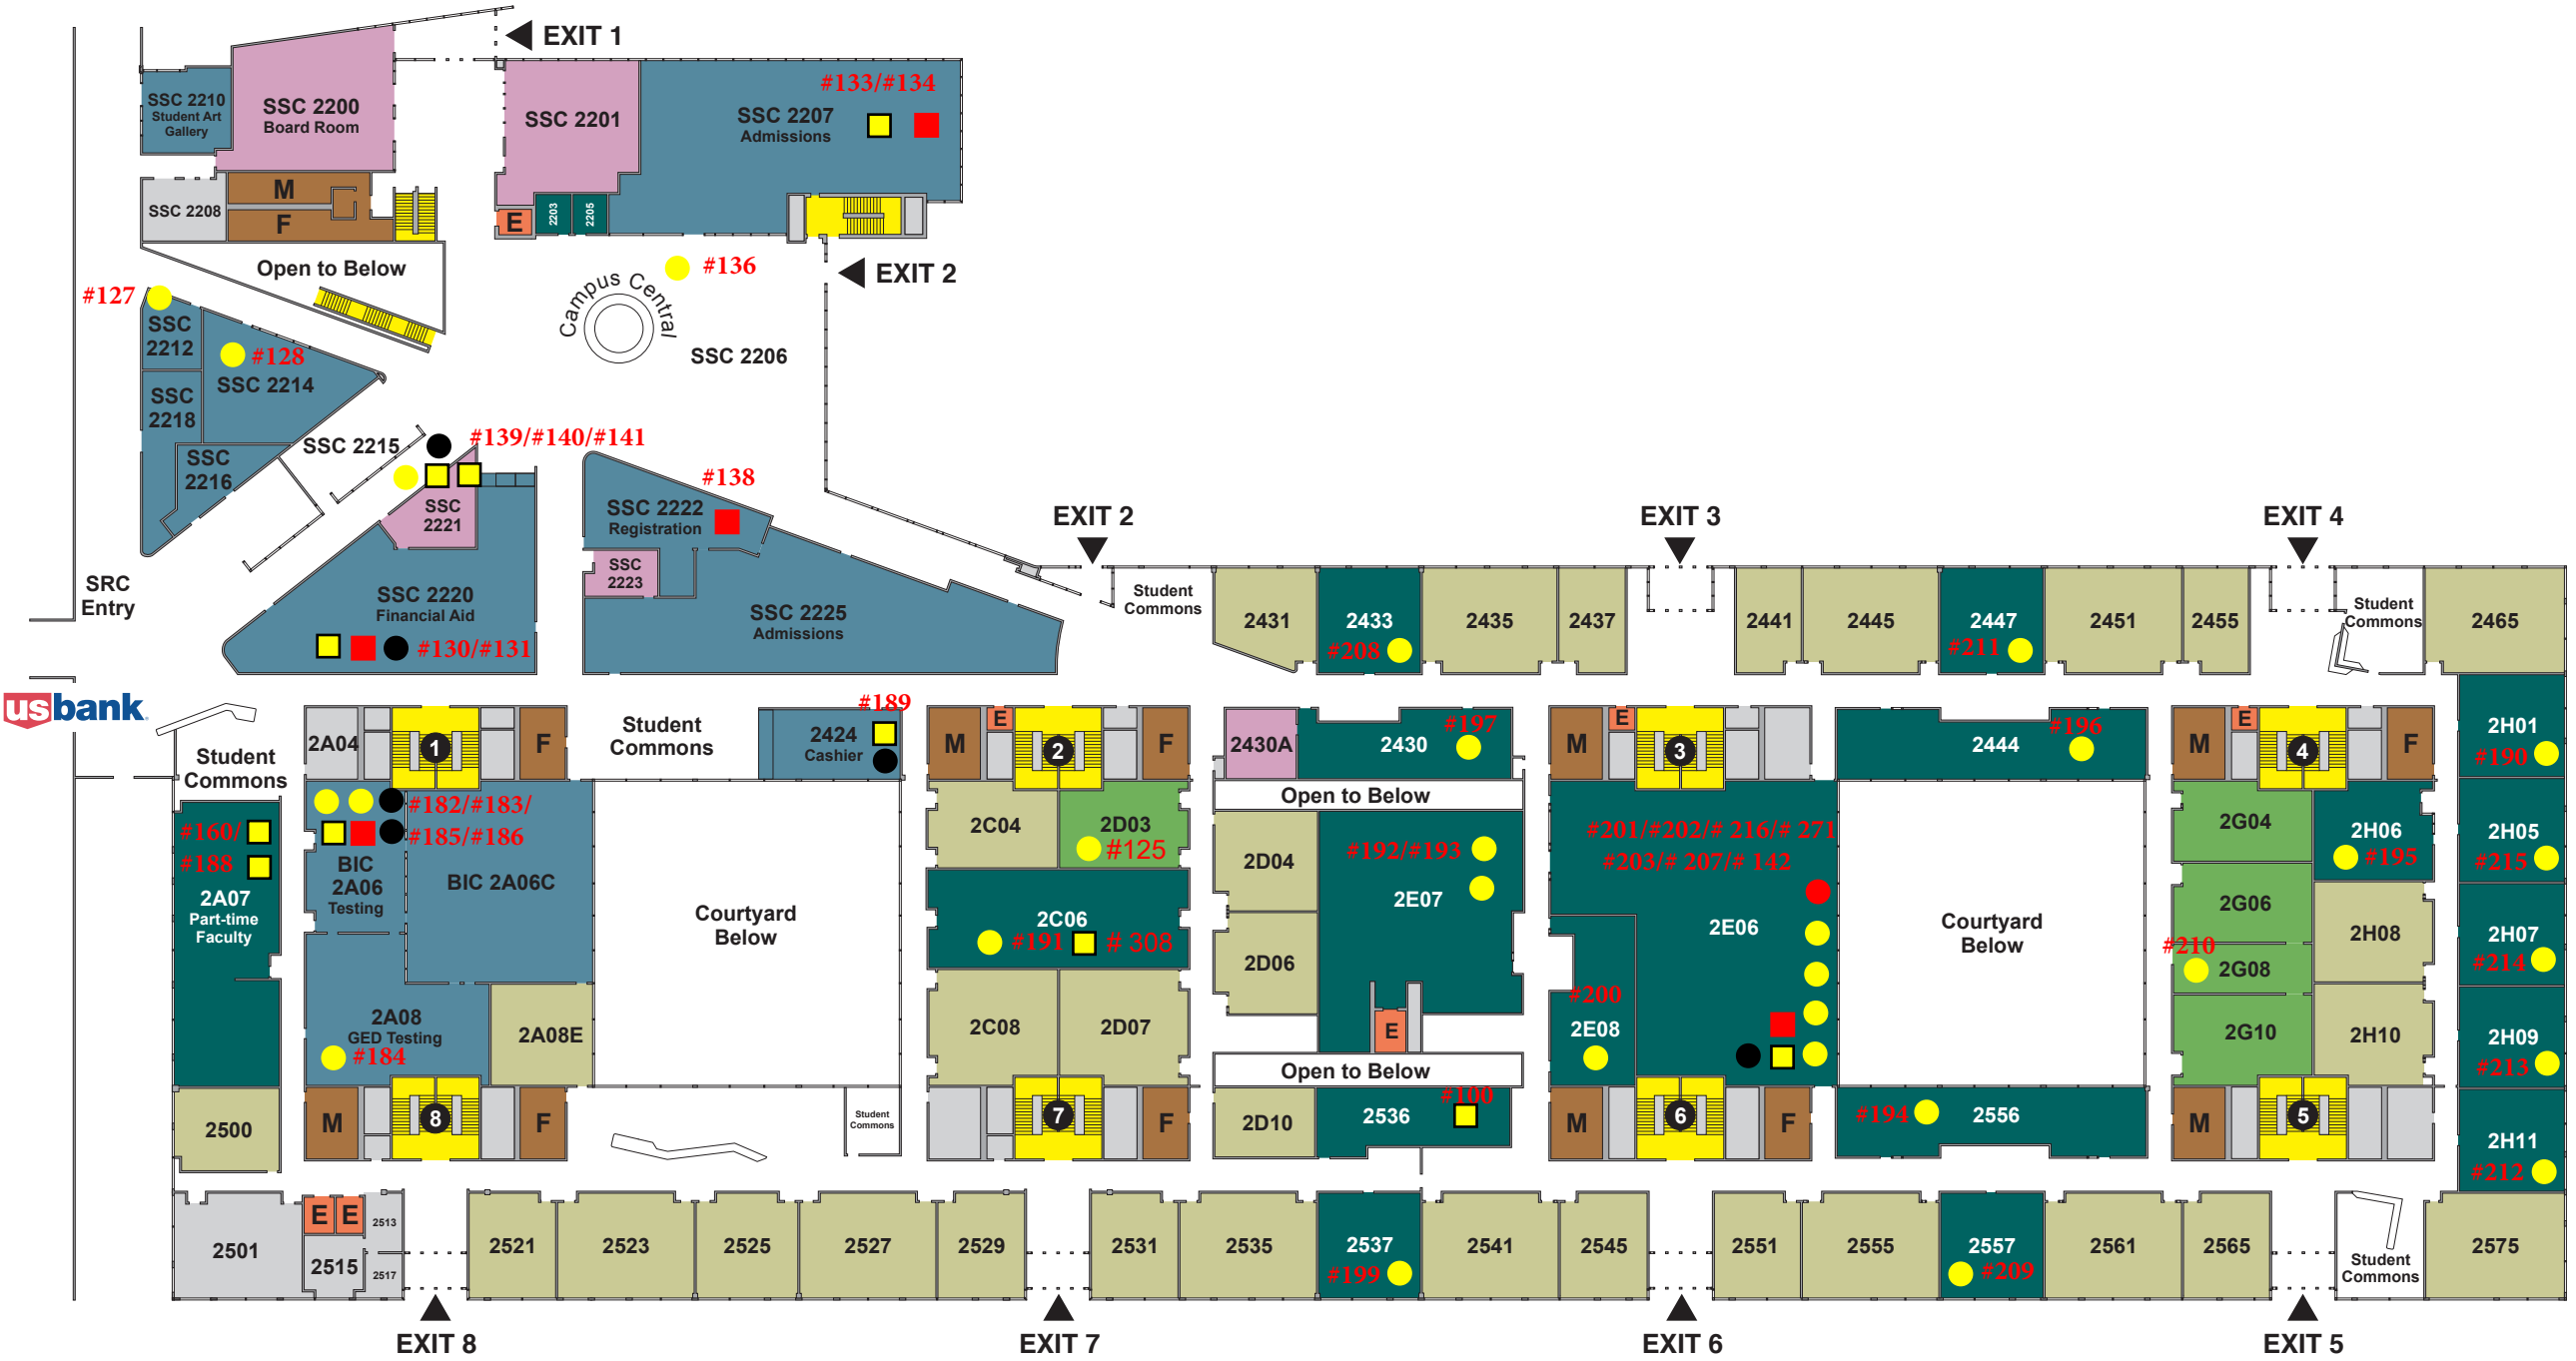 EXIT 1
SSC 2210
Student Art
Gallery
SSC 2200
Board Room
SSC 2201
#133/#134
SSC 2207
Admissions
SSC 2208
M
F
E
2203
2205
Open to Below
#136
EXIT 2
Campus Central
SSC 2206
#127
SSC
2212
#128
SSC 2214
SSC
2218
SSC
2216
SSC 2215
#139/#140/#141
SSC
2221
#138
SSC 2222
Registration
SSC
2223
SSC 2225
Admissions
SRC
Entry
SSC 2220
Financial Aid
#130/#131
EXIT 2
EXIT 3
EXIT 4
Student
Commons
2431
2433
#208
2435
2437
2441
2445
2447
#211
2451
2455
Student
Commons
2465
usbank
Student
Commons
2A04
1
F
Student
Commons
#189
2424
Cashier
M
E
2
F
2430A
2430
#197
M
E
3
2444
#196
M
E
4
F
2H01
#190
#160/
#188
2A07
Part-time
Faculty
#182/#183/
#185/#186
BIC
2A06
Testing
BIC 2A06C
Courtyard
Below
2C04
2D03
#125
2C06
#191
# 308
2C08
2D07
Open to Below
2D04
2D06
#192/#193
2E07
E
Open to Below
#201/#202/# 216/# 271
#203/# 207/# 142
2E06
#200
2E08
Courtyard
Below
2G04
2G06
#210
2G08
2G10
2H06
#195
2H08
2H10
2H05
#215
2H07
#214
2H09
#213
2H11
#212
2A08
GED Testing
#184
2A08E
2500
M
8
F
Student
Commons
7
F
2D10
2536
#100
M
6
F
#194
2556
M
5
2501
E
E
2513
2515
2517
2521
2523
2525
2527
2529
2531
2535
2537
#199
2541
2545
2551
2555
2557
#209
2561
2565
Student
Commons
2575
EXIT 8
EXIT 7
EXIT 6
EXIT 5